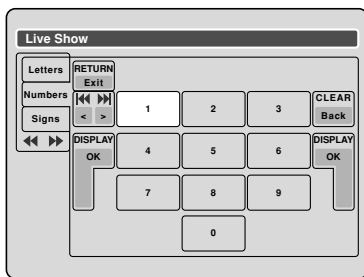 Live Show
Letters
Numbers
Signs
RETURN
Exit
< >
DISPLAY
OK
1 2 3
4 5 6
7 8 9
0
CLEAR
Back
DISPLAY
OK